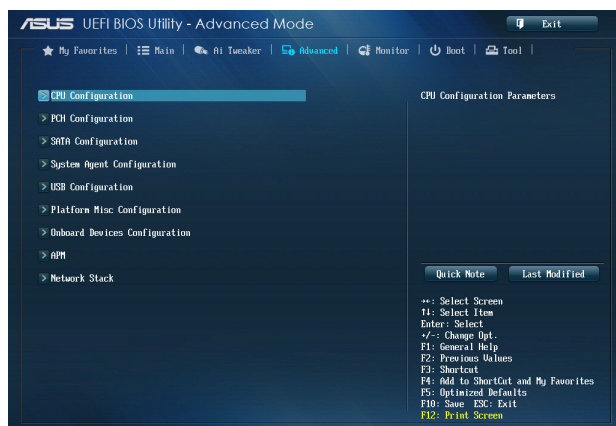 ASUS UEFI BIOS Utility - Advanced Mode
Exit
My Favorites | Main | Ai Tweaker | Advanced | Monitor | Boot | Tool |
> CPU Configuration
> PCH Configuration
> SATA Configuration
> System Agent Configuration
> USB Configuration
> Platform Misc Configuration
> Onboard Devices Configuration
> APM
> Network Stack
CPU Configuration Parameters
Quick Note
Last Modified
→←: Select Screen
↑↓: Select Item
Enter: Select
+/-: Change Opt.
F1: General Help
F2: Previous Values
F3: Shortcut
F4: Add to ShortCut and My Favorites
F5: Optimized Defaults
F10: Save ESC: Exit
F12: Print Screen